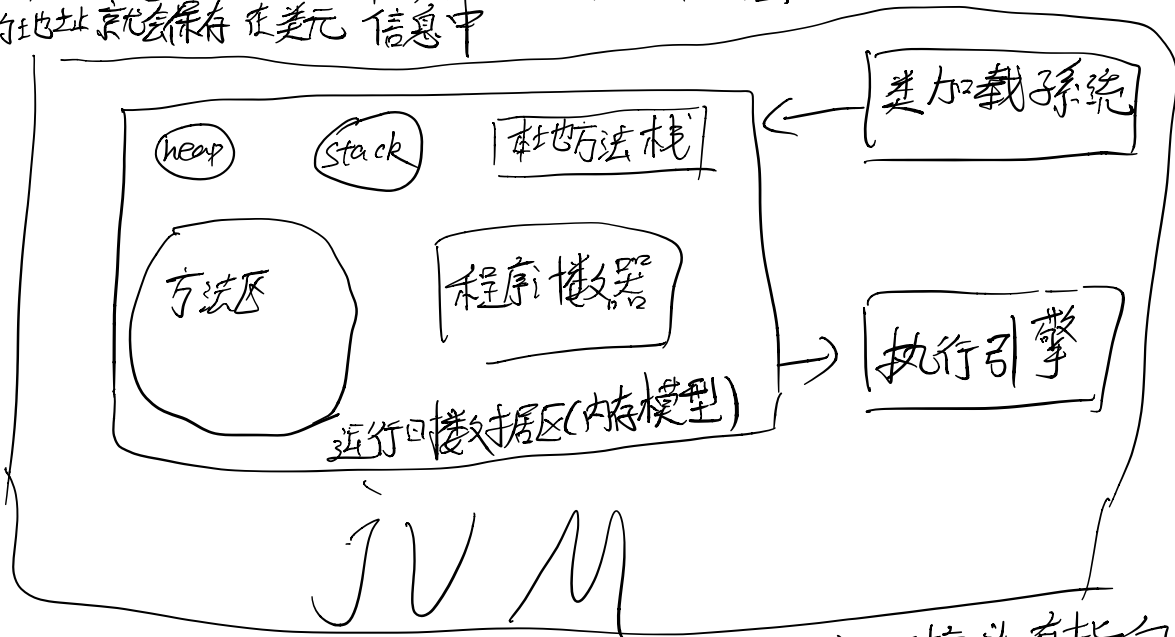 地址就会保存在类元信息中
类加载子系统
heap
stack
本地方法栈
方法区
程序计数器
执行引擎
运行时数据区(内存模型)
JVM